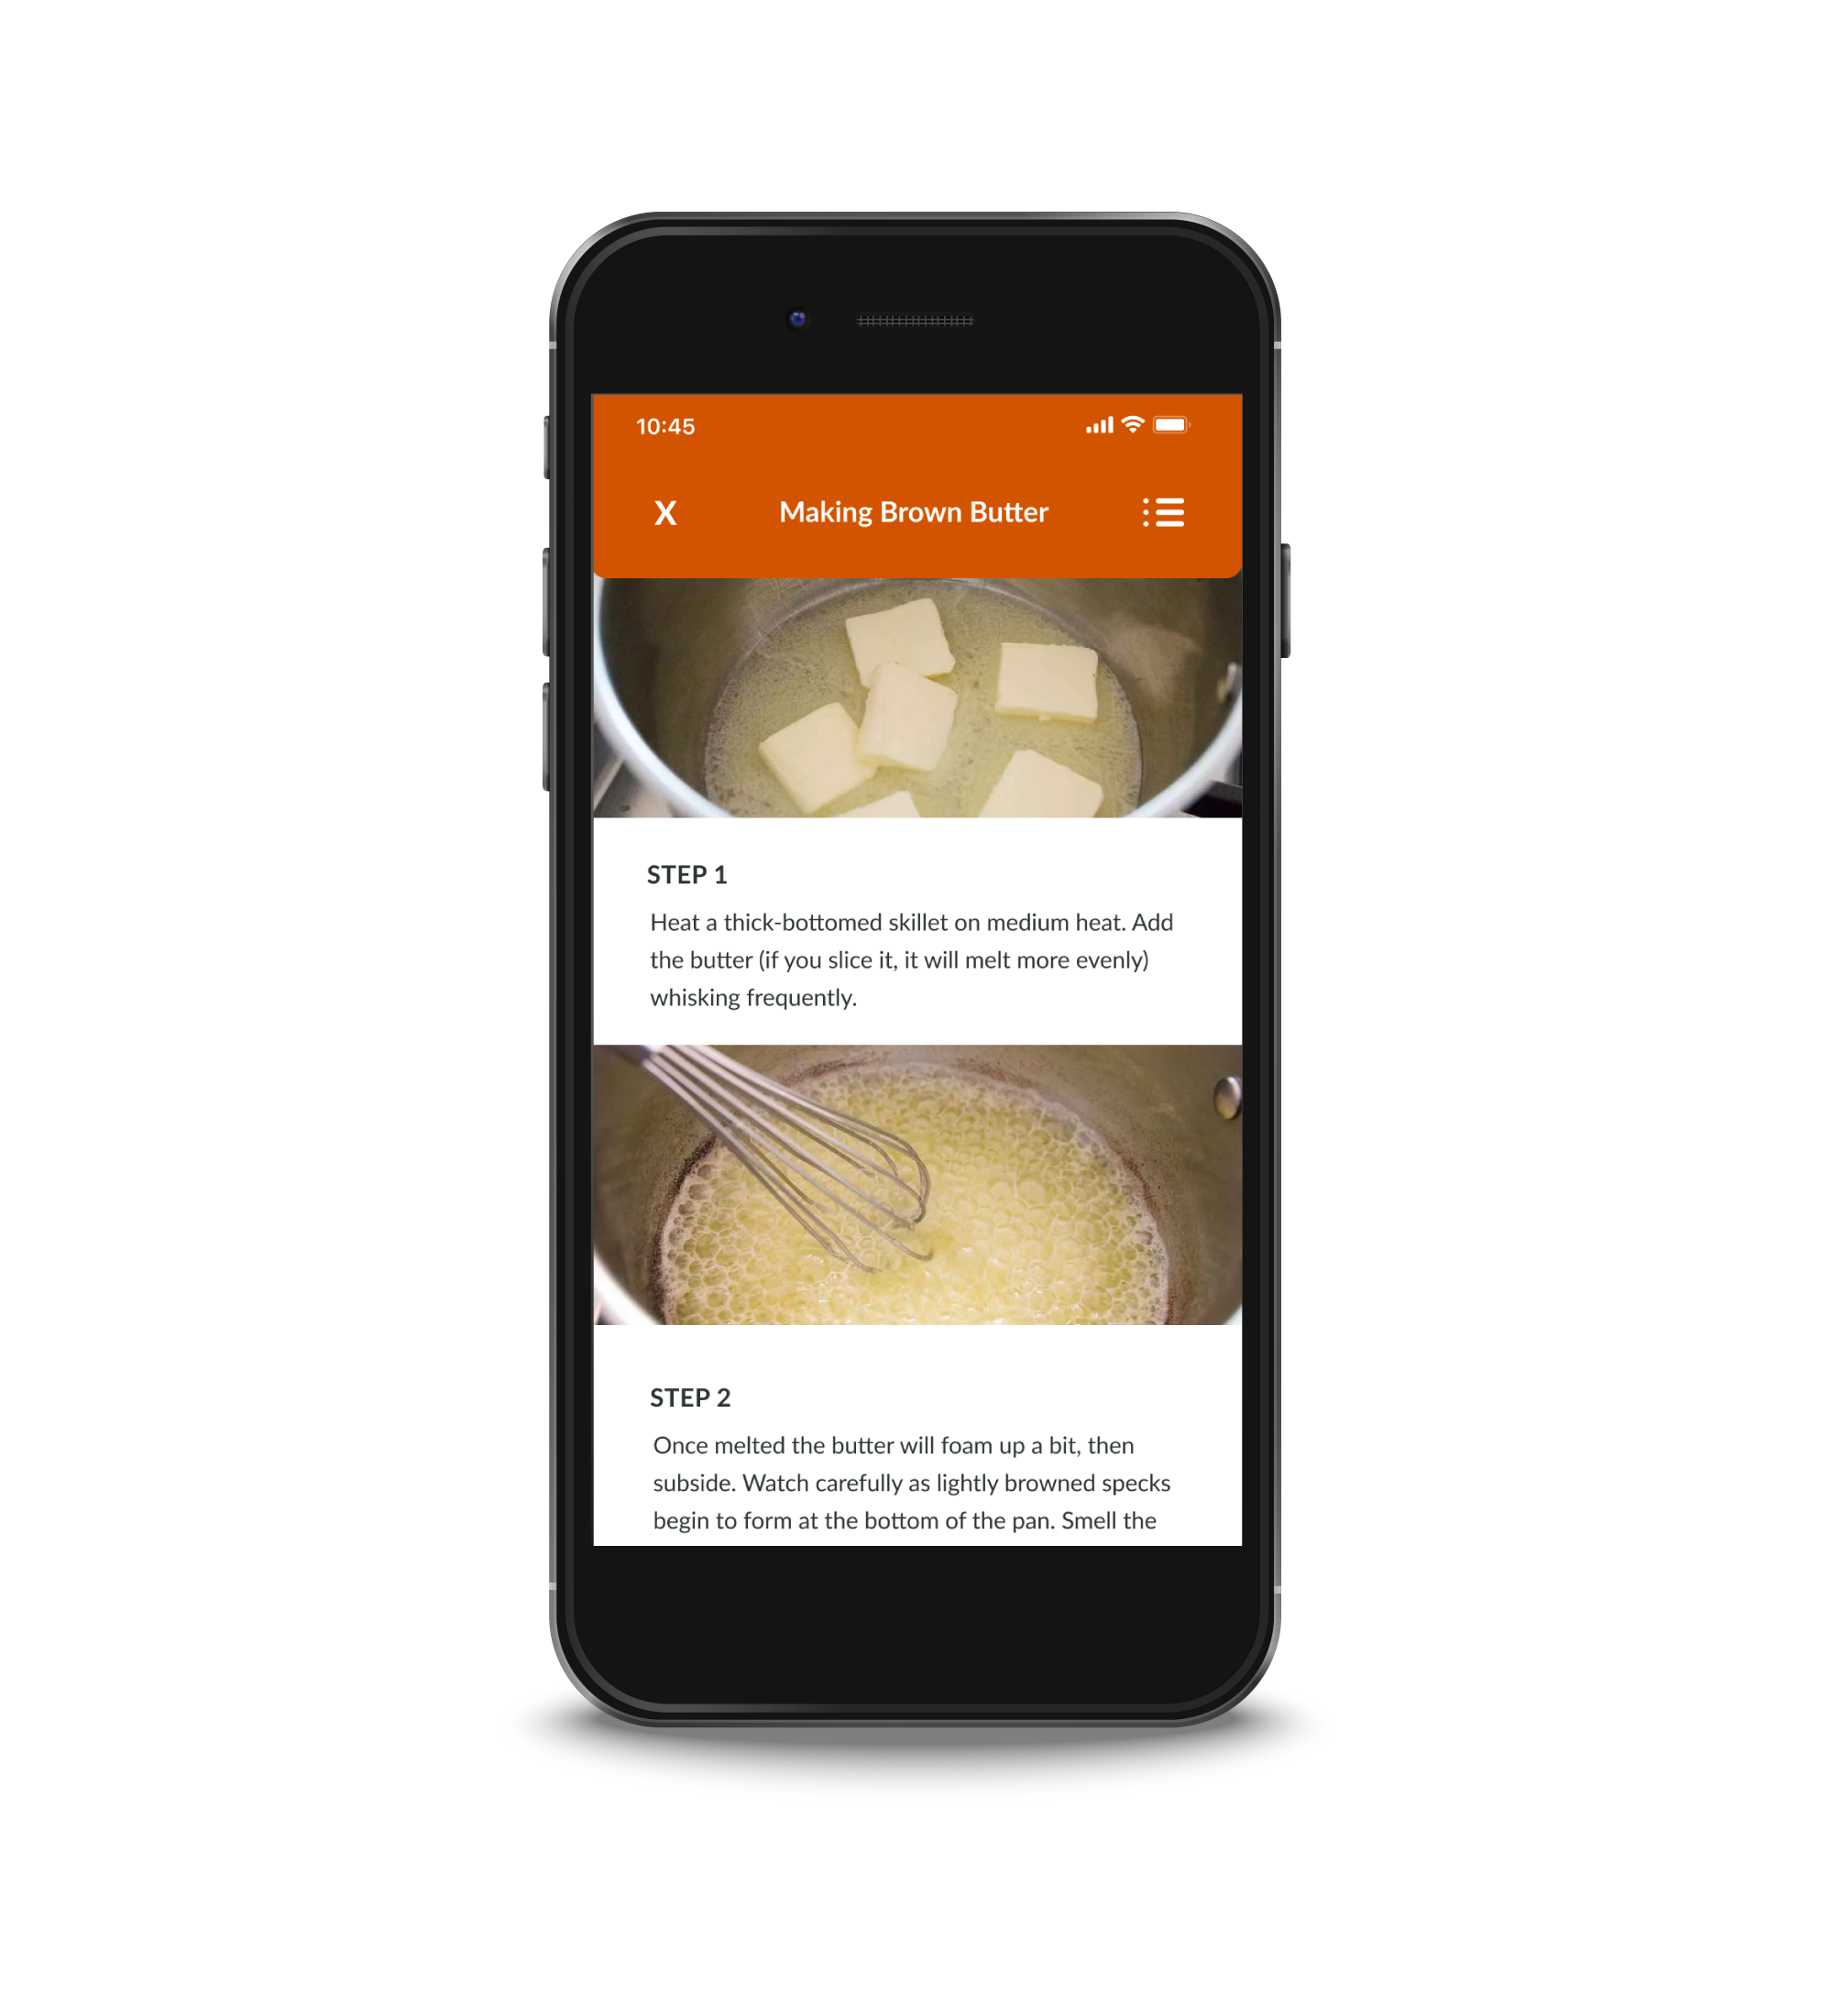 10:45
X Making Brown Butter
STEP 1
Heat a thick-bottomed skillet on medium heat. Add
the butter (if you slice it, it will melt more evenly)
whisking frequently.
STEP 2
Once melted the butter will foam up a bit, then
subside. Watch carefully as lightly browned specks
begin to form at the bottom of the pan. Smell the